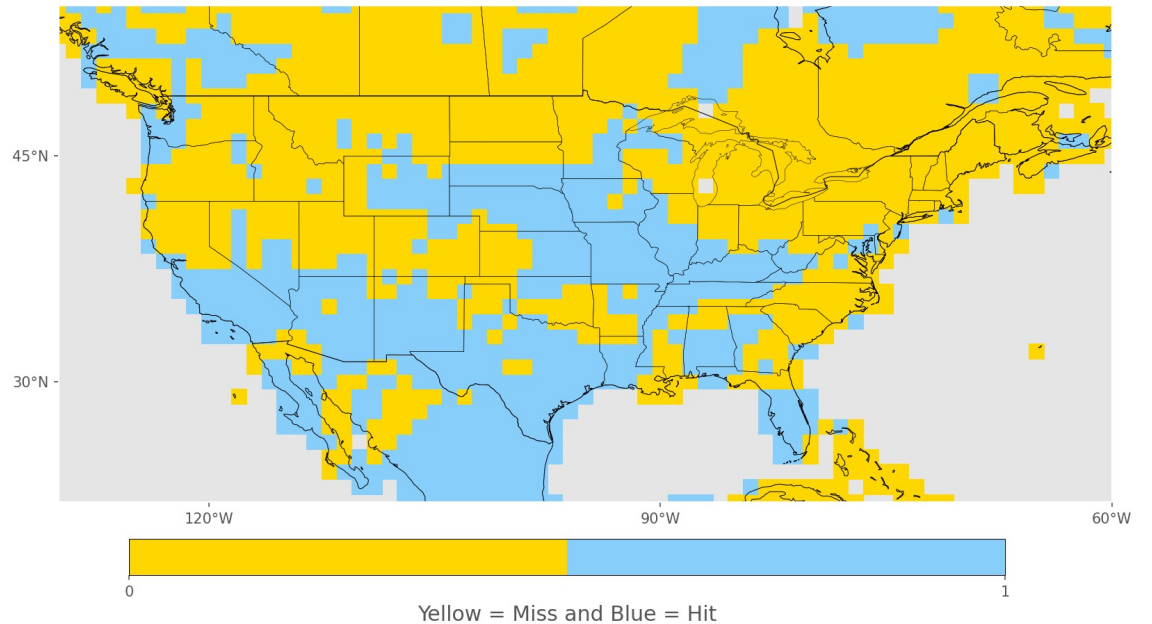 45°N
30°N
120°W
90°W
60°W
0
1
Yellow = Miss and Blue = Hit